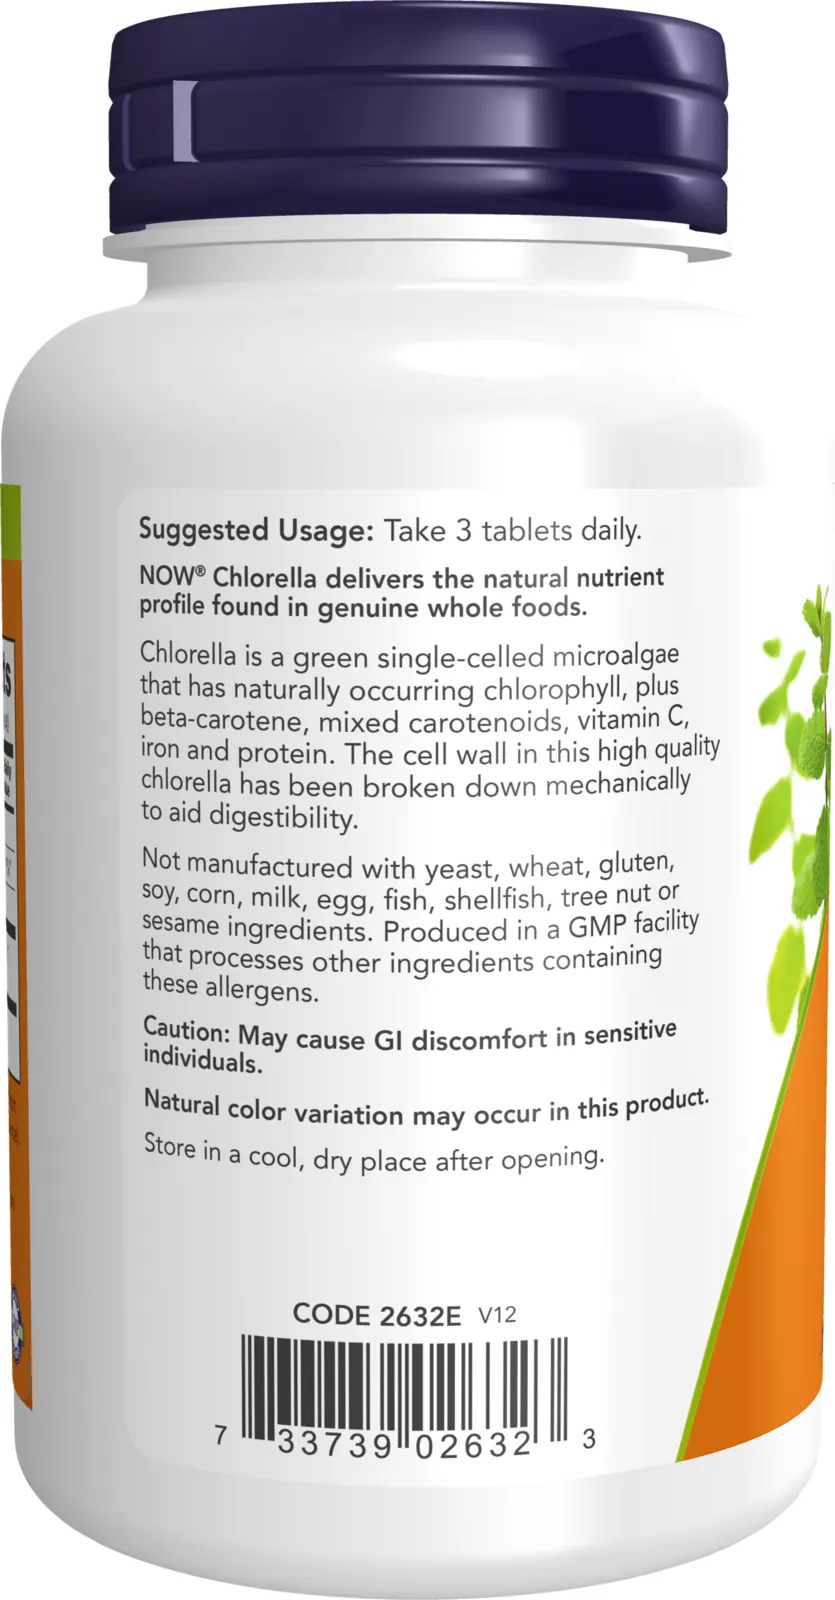 Suggested Usage: Take 3 tablets daily.
NOW® Chlorella delivers the natural nutrient
profile found in genuine whole foods.
Chlorella is a green single-celled microalgae
that has naturally occurring chlorophyll, plus
beta-carotene, mixed carotenoids, vitamin C,
iron and protein. The cell wall in this high quality
chlorella has been broken down mechanically
to aid digestibility.
Not manufactured with yeast, wheat, gluten,
soy, corn, milk, egg, fish, shellfish, tree nut or
sesame ingredients. Produced in a GMP facility
that processes other ingredients containing
these allergens.
Caution: May cause GI discomfort in sensitive
individuals.
Natural color variation may occur in this product.
Store in a cool, dry place after opening.
CODE 2632E V12
7 33739 02632 3